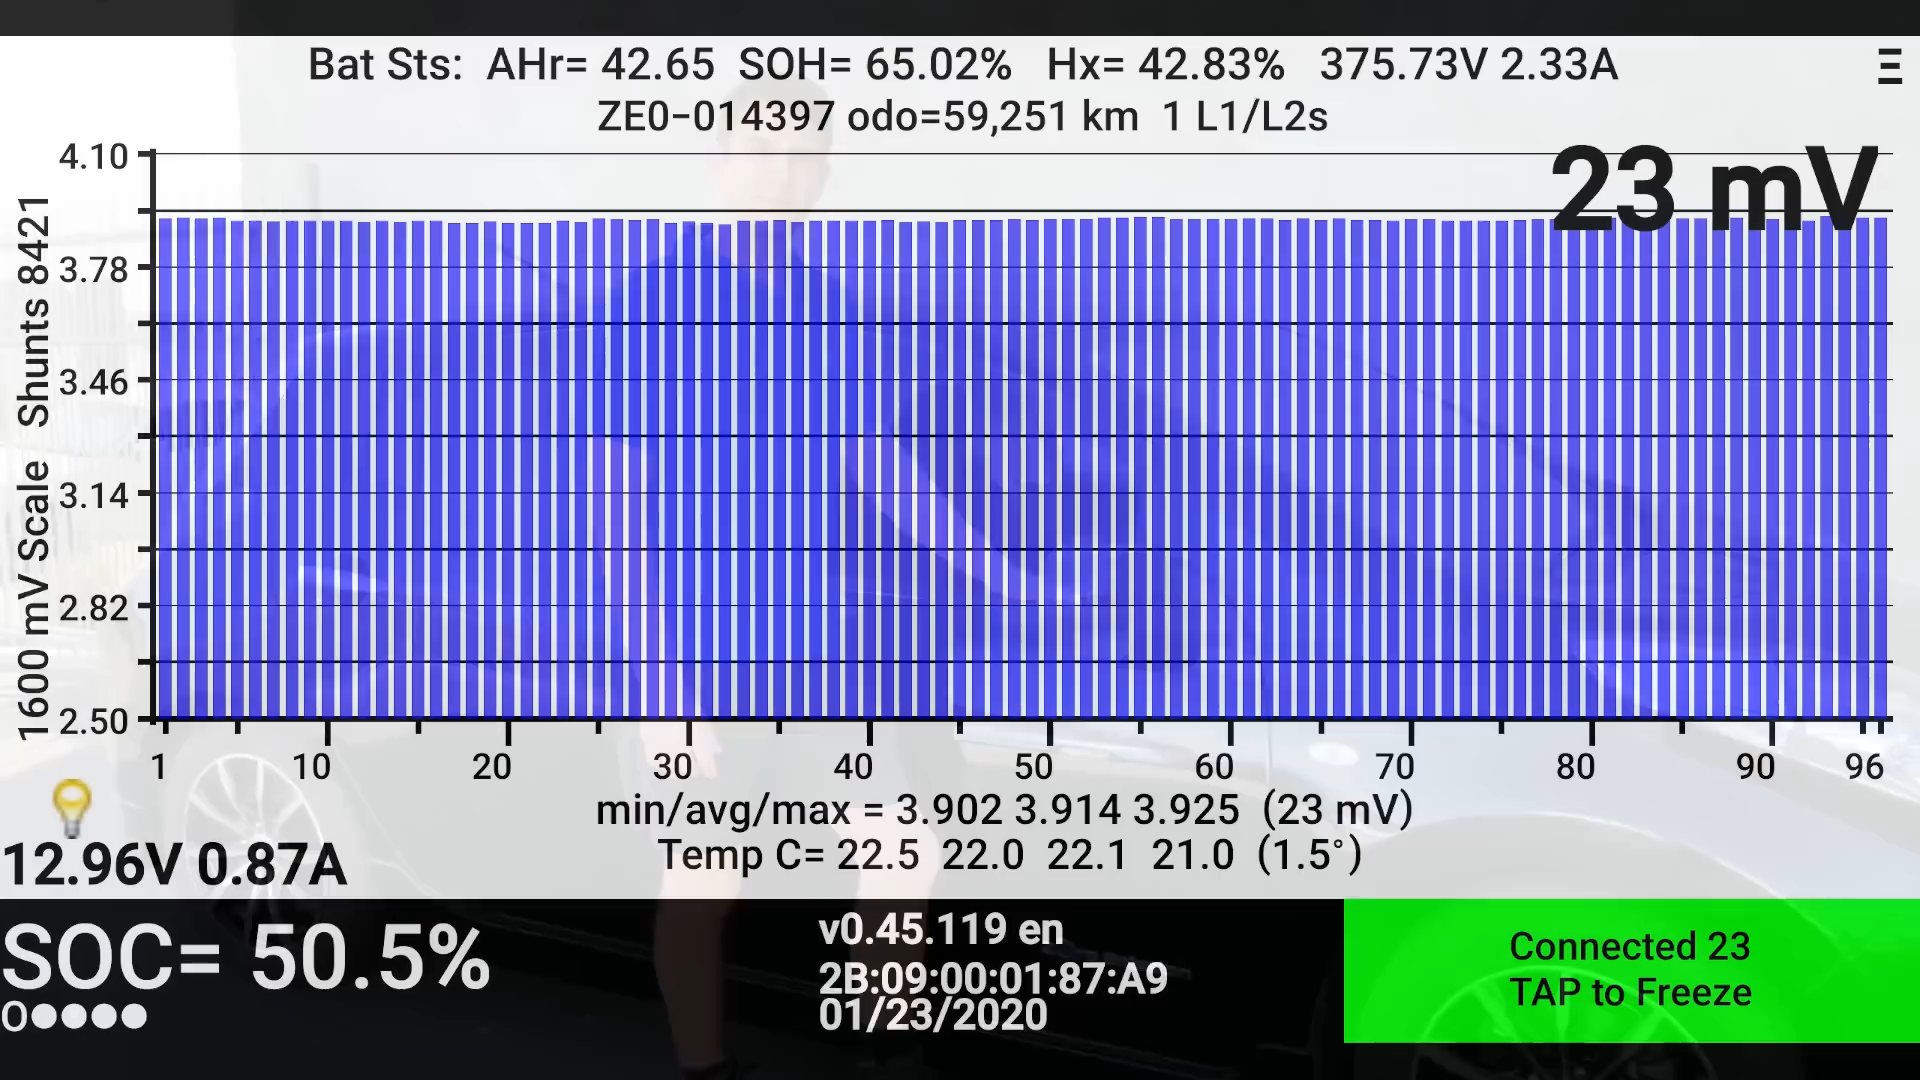 Bat Sts: AHr= 42.65 SOH= 65.02% Hx= 42.83% 375.73V 2.33A
ZE0-014397 odo=59,251 km 1 L1/L2s
23 mV
1600 mV Scale Shunts 8421
4.10
3.78
3.46
3.14
2.82
2.50
1 10 20 30 40 50 60 70 80 90 96
min/avg/max = 3.902 3.914 3.925 (23 mV)
Temp C= 22.5 22.0 22.1 21.0 (1.5°)
12.96V 0.87A
SOC= 50.5%
v0.45.119 en
2B:09:00:01:87:A9
01/23/2020
Connected 23
TAP to Freeze